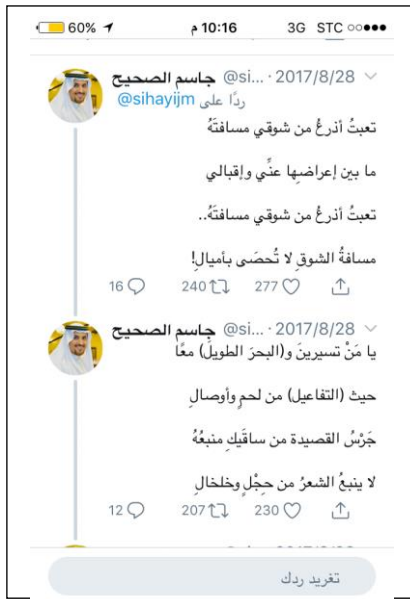 60% 10:16 م 3G STC
جاسم الصحيح @si... · 2017/8/28
ردًا على @sihayijm
تعبتُ أذرعُ من شوقي مسافتَهُ
ما بين إعراضِها عنِّي وإقبالي
تعبتُ أذرعُ من شوقي مسافتَهُ..
مسافةُ الشوقِ لا تُحصَى بأميالِ!
16 240 277
جاسم الصحيح @si... · 2017/8/28
يا مَنْ تسيرينَ و(البحرَ الطويلَ) معًا
حيث (التفاعيل) من لحمٍ وأوصالِ
جَرْسُ القصيدة من ساقَيكِ منبعُهُ
لا ينبعُ الشعرُ من حِجْلٍ وخلخالِ
12 207 230
تغريد ردك